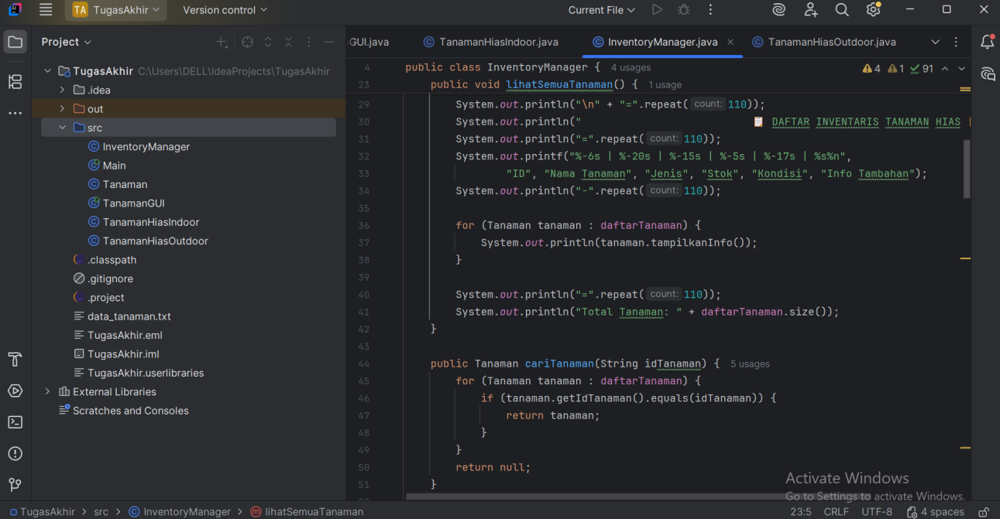 TA TugasAkhir Version control Current File
Project
TugasAkhir C:\Users\DELL\IdeaProjects\TugasAkhir
.idea
out
src
InventoryManager
Main
Tanaman
TanamanGUI
TanamanHiasIndoor
TanamanHiasOutdoor
.classpath
.gitignore
.project
data_tanaman.txt
TugasAkhir.eml
TugasAkhir.iml
TugasAkhir.userlibraries
External Libraries
Scratches and Consoles
GUI.java TanamanHiasIndoor.java InventoryManager.java TanamanHiasOutdoor.java
4 public class InventoryManager { 4 usages
4 1 91
23 public void lihatSemuaTanaman() { 1 usage
29 System.out.println("\n" + "=".repeat( count: 110));
30 System.out.println(" 📋 DAFTAR INVENTARIS TANAMAN HIAS
31 System.out.println("=".repeat( count: 110));
32 System.out.printf("%-6s | %-20s | %-15s | %-5s | %-17s | %s%n",
33 "ID", "Nama Tanaman", "Jenis", "Stok", "Kondisi", "Info Tambahan");
34 System.out.println("-".repeat( count: 110));
35
36 for (Tanaman tanaman : daftarTanaman) {
37 System.out.println(tanaman.tampilkanInfo());
38 }
39
40 System.out.println("=".repeat( count: 110));
41 System.out.println("Total Tanaman: " + daftarTanaman.size());
42 }
43
44 public Tanaman cariTanaman(String idTanaman) { 5 usages
45 for (Tanaman tanaman : daftarTanaman) {
46 if (tanaman.getIdTanaman().equals(idTanaman)) {
47 return tanaman;
48 }
49 }
50 return null;
51 }
Activate Windows
Go to Settings to activate Windows.
TugasAkhir > src > InventoryManager > lihatSemuaTanaman 23:5 CRLF UTF-8 4 spaces